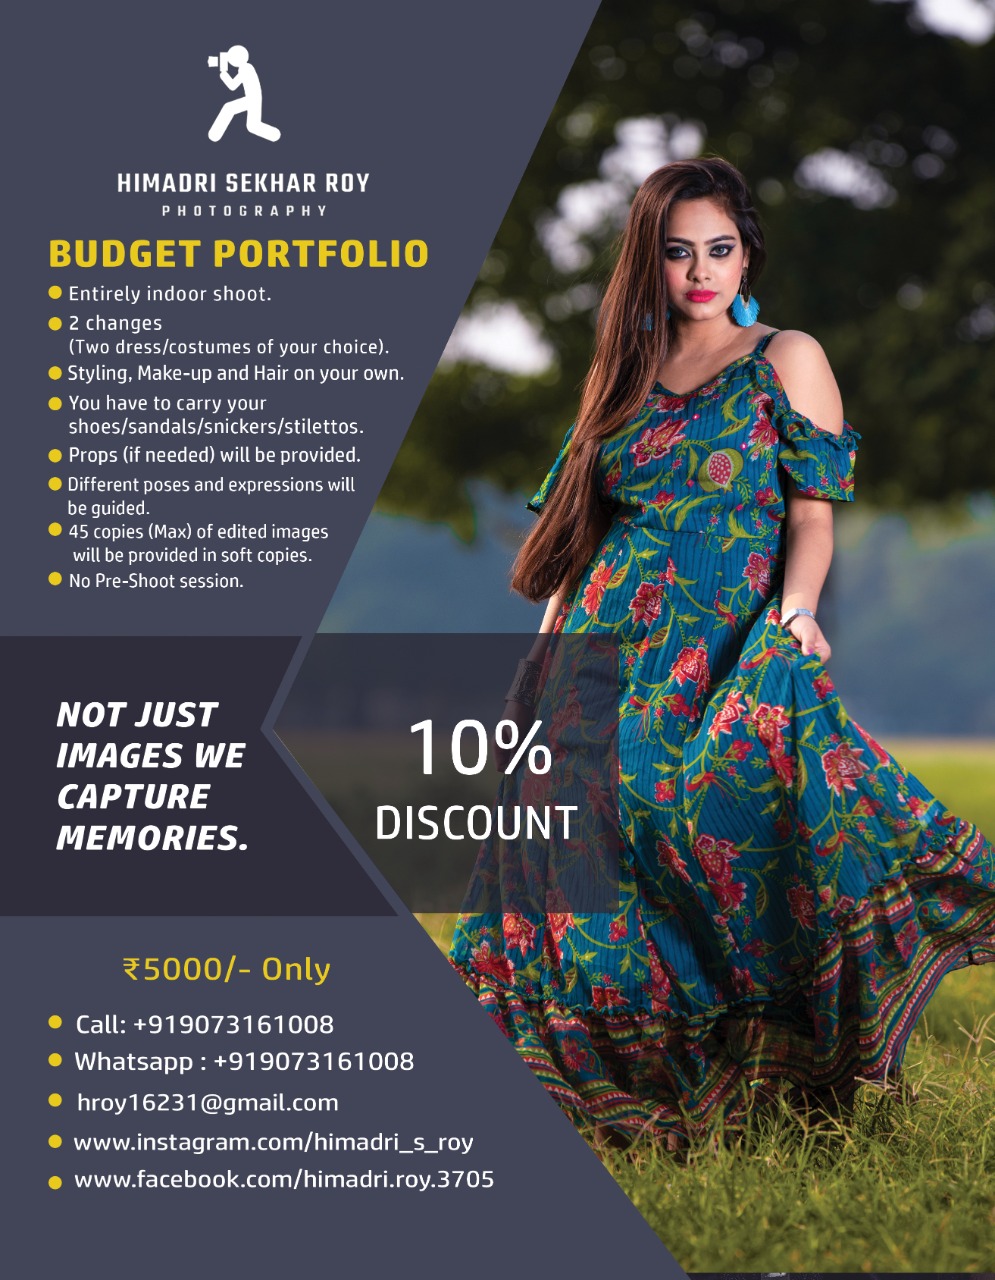 HIMADRI SEKHAR ROY
PHOTOGRAPHY
BUDGET PORTFOLIO
Entirely indoor shoot.
2 changes
(Two dress/costumes of your choice).
Styling, Make-up and Hair on your own.
You have to carry your
shoes/sandals/snickers/stilettos.
Props (if needed) will be provided.
Different poses and expressions will
be guided.
45 copies (Max) of edited images
will be provided in soft copies.
No Pre-Shoot session.
NOT JUST
IMAGES WE
CAPTURE
MEMORIES.
10%
DISCOUNT
₹5000/- Only
Call: +919073161008
Whatsapp : +919073161008
hroy16231@gmail.com
www.instagram.com/himadri_s_roy
www.facebook.com/himadri.roy.3705